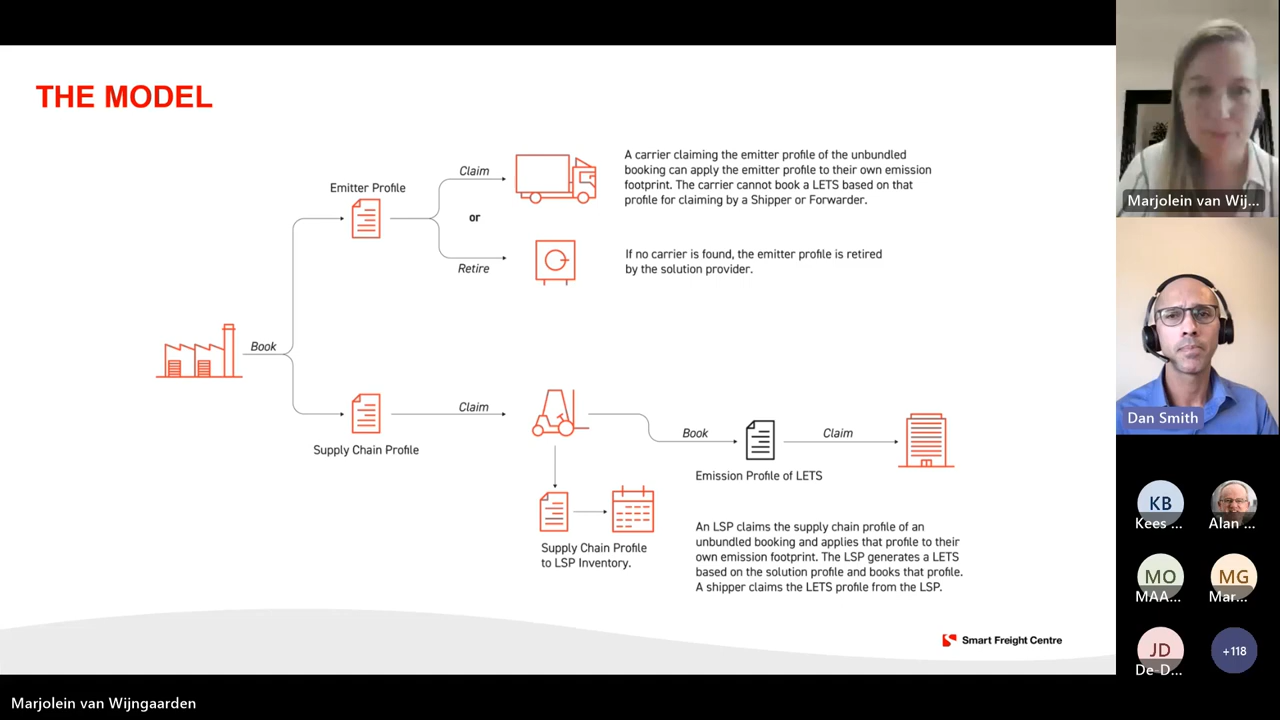 THE MODEL
Emitter Profile
Claim
or
Retire
A carrier claiming the emitter profile of the unbundled
booking can apply the emitter profile to their own emission
footprint. The carrier cannot book a LETS based on that
profile for claiming by a Shipper or Forwarder.
If no carrier is found, the emitter profile is retired
by the solution provider.
Book
Supply Chain Profile
Claim
Book
Claim
Emission Profile of LETS
Supply Chain Profile
to LSP Inventory.
An LSP claims the supply chain profile of an
unbundled booking and applies that profile to their
own emission footprint. The LSP generates a LETS
based on the solution profile and books that profile.
A shipper claims the LETS profile from the LSP.
Smart Freight Centre
Marjolein van Wij...
Dan Smith
KB
Kees ...
Alan ...
MO
MAA...
MG
Mar...
JD
De-D...
+118
Marjolein van Wijngaarden